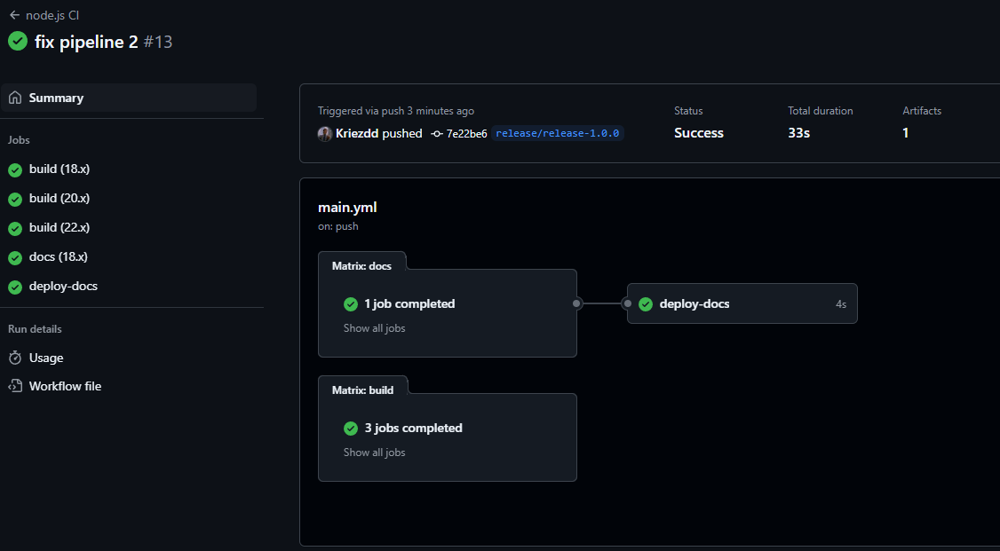 node.js CI
fix pipeline 2 #13
Summary
Jobs
build (18.x)
build (20.x)
build (22.x)
docs (18.x)
deploy-docs
Run details
Usage
Workflow file
Triggered via push 3 minutes ago
Kriezdd pushed 7e22be6 release/release-1.0.0
Status
Success
Total duration
33s
Artifacts
1
main.yml
on: push
Matrix: docs
1 job completed
Show all jobs
deploy-docs 4s
Matrix: build
3 jobs completed
Show all jobs